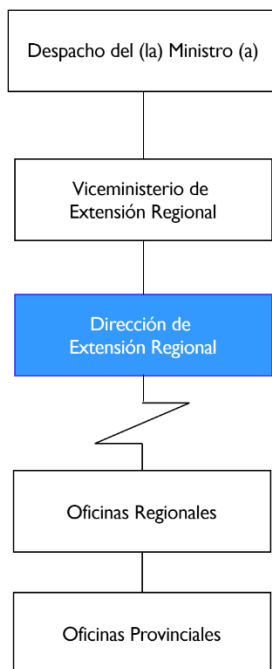 Despacho del (la) Ministro (a)
Viceministerio de
Extensión Regional
Dirección de
Extensión Regional
Oficinas Regionales
Oficinas Provinciales